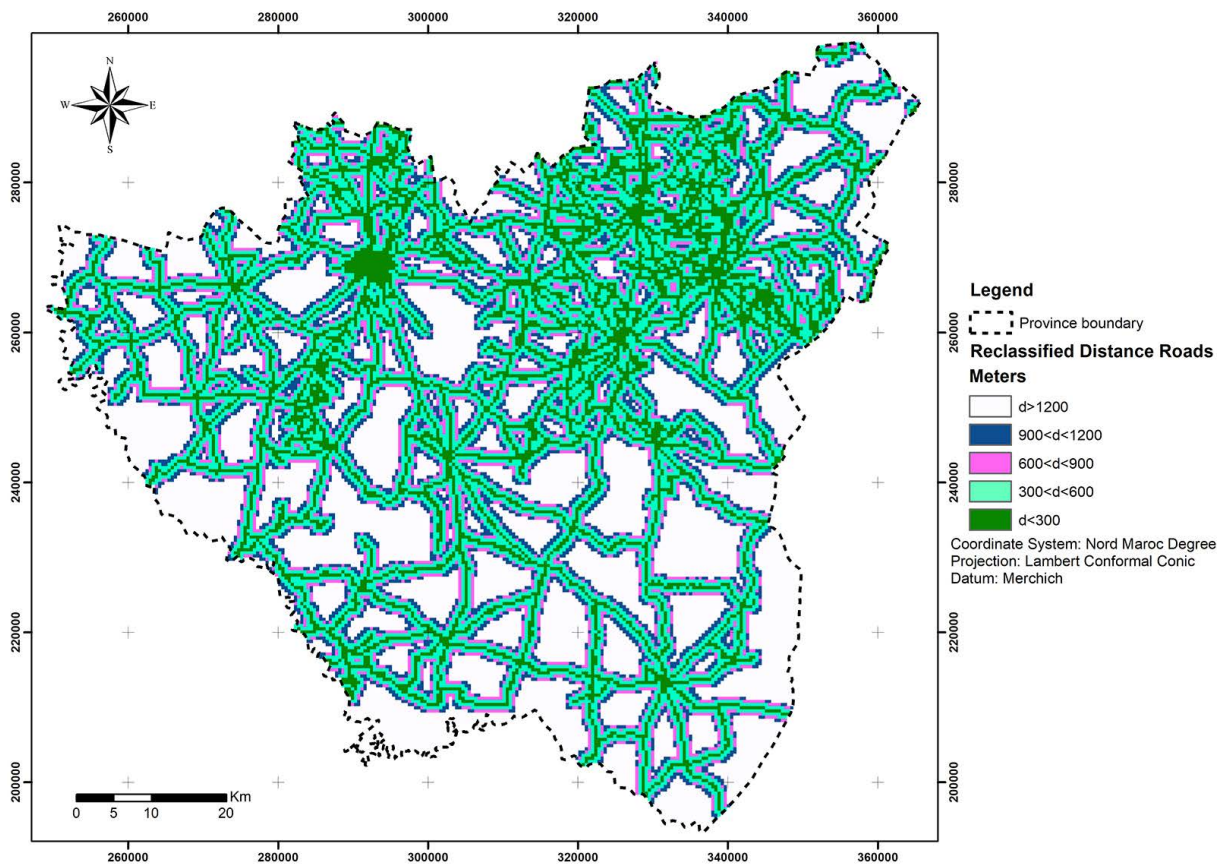 260000 280000 300000 320000 340000 360000
N
W E
S
280000 280000
260000 260000
240000 240000
220000 220000
200000 200000
Legend
Province boundary
Reclassified Distance Roads
Meters
d>1200
900<d<1200
600<d<900
300<d<600
d<300
Coordinate System: Nord Maroc Degree
Projection: Lambert Conformal Conic
Datum: Merchich
Km
0 5 10 20
260000 280000 300000 320000 340000 360000